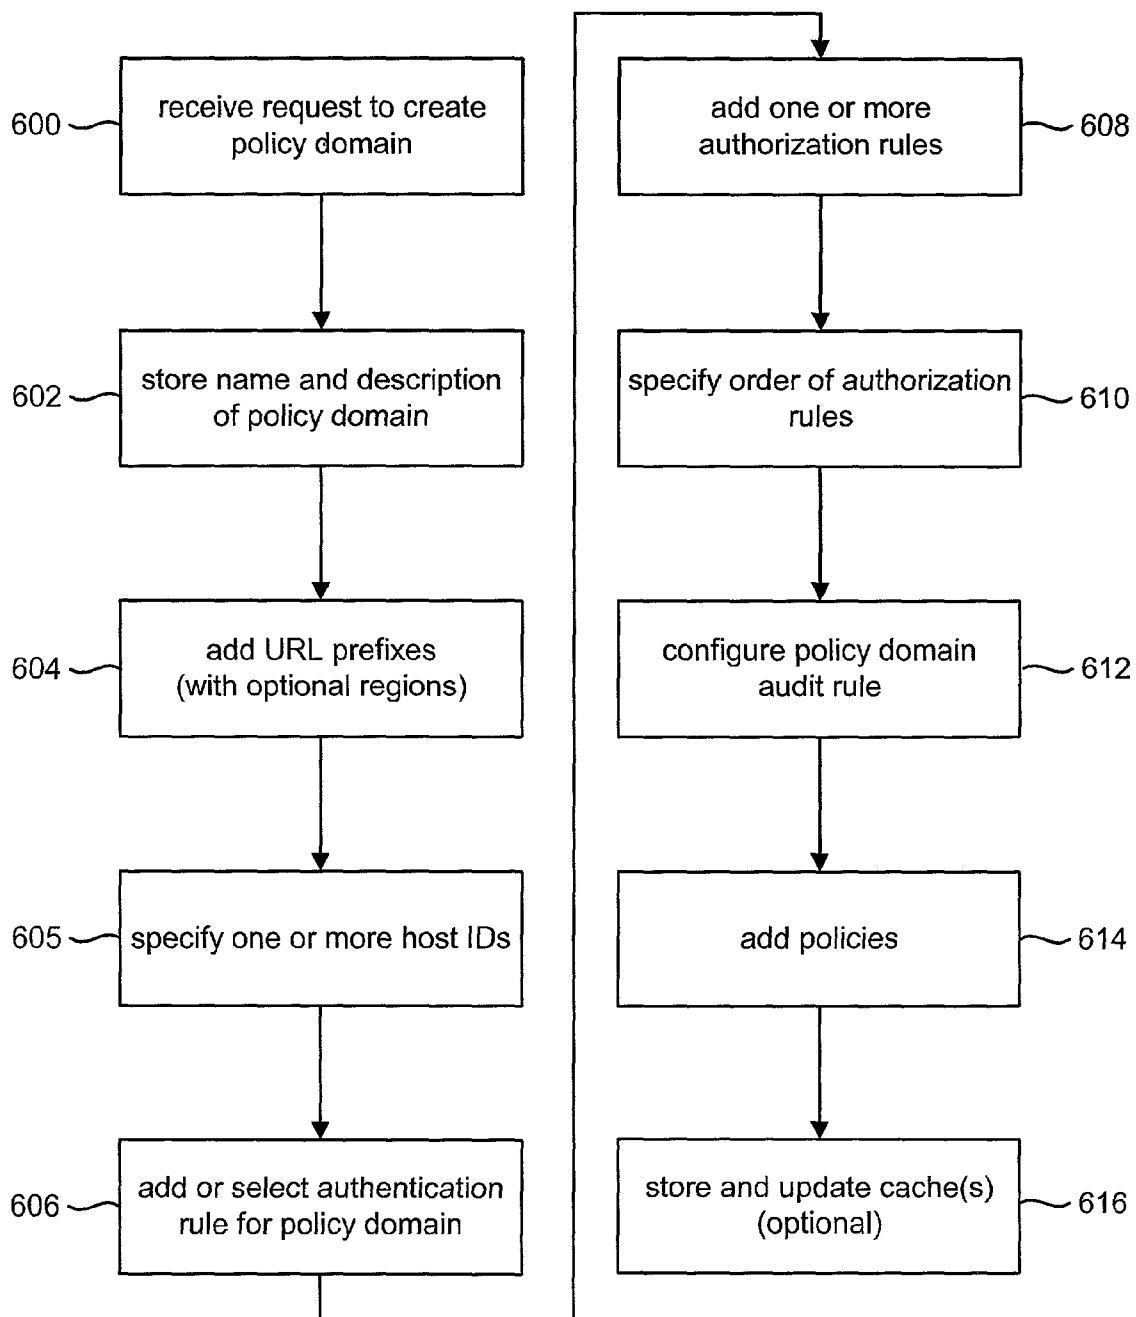 600
receive request to create
policy domain
602
store name and description
of policy domain
604
add URL prefixes
(with optional regions)
605
specify one or more host IDs
606
add or select authentication
rule for policy domain
add one or more
authorization rules
608
specify order of authorization
rules
610
configure policy domain
audit rule
612
add policies
614
store and update cache(s)
(optional)
616